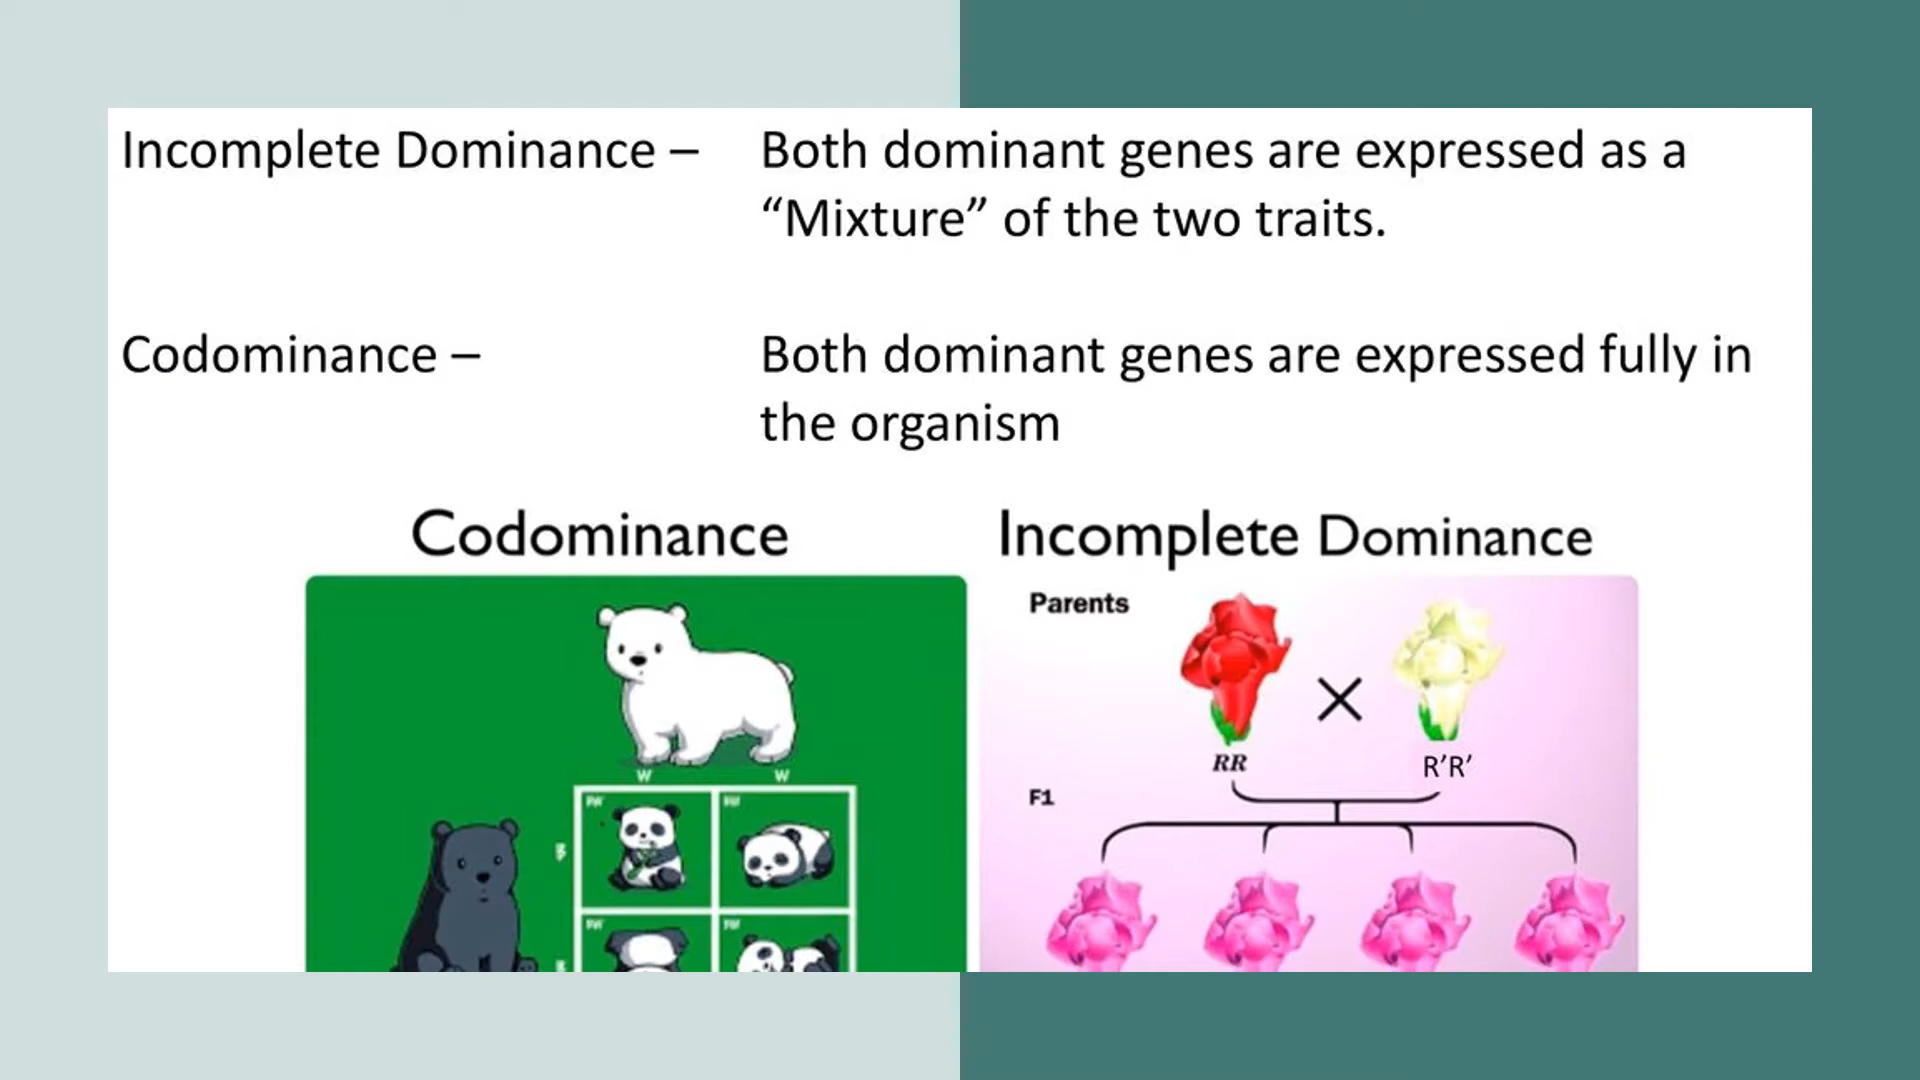 Incomplete Dominance – Both dominant genes are expressed as a
“Mixture” of the two traits.
Codominance – Both dominant genes are expressed fully in
the organism
Codominance
Incomplete Dominance
W W
Parents
RR R’R’
F1